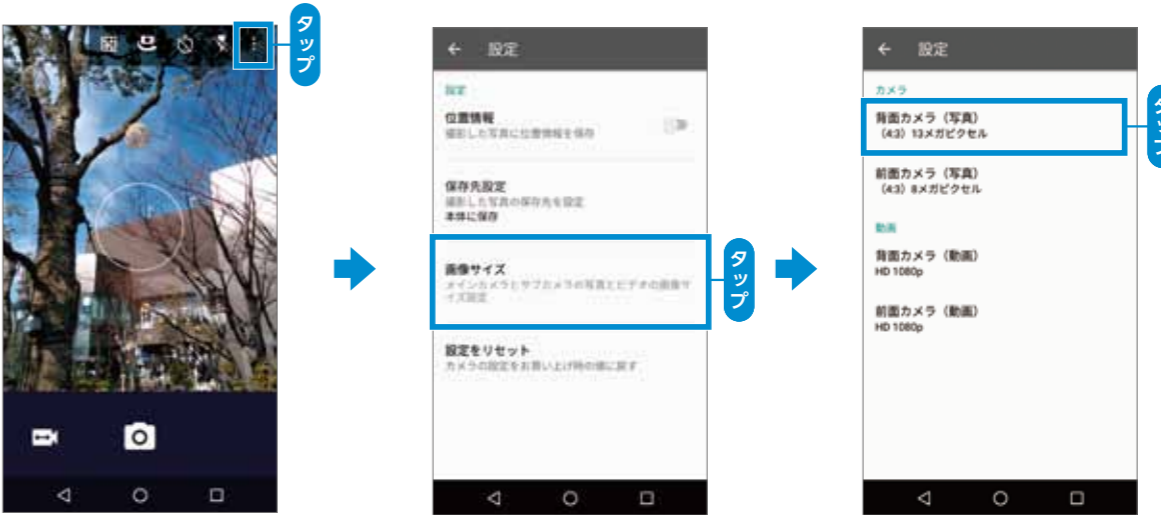 タップ
設定
設定
位置情報
撮影した写真に位置情報を保存
保存先設定
撮影した写真の保存先を設定
本体に保存
画像サイズ
メインカメラとサブカメラの写真とビデオの画像サ
イズ設定
タップ
設定をリセット
カメラの設定をお買い上げ時の値に戻す
設定
カメラ
背面カメラ（写真）
（4:3）13メガピクセル
タップ
前面カメラ（写真）
（4:3）8メガピクセル
動画
背面カメラ（動画）
HD 1080p
前面カメラ（動画）
HD 1080p